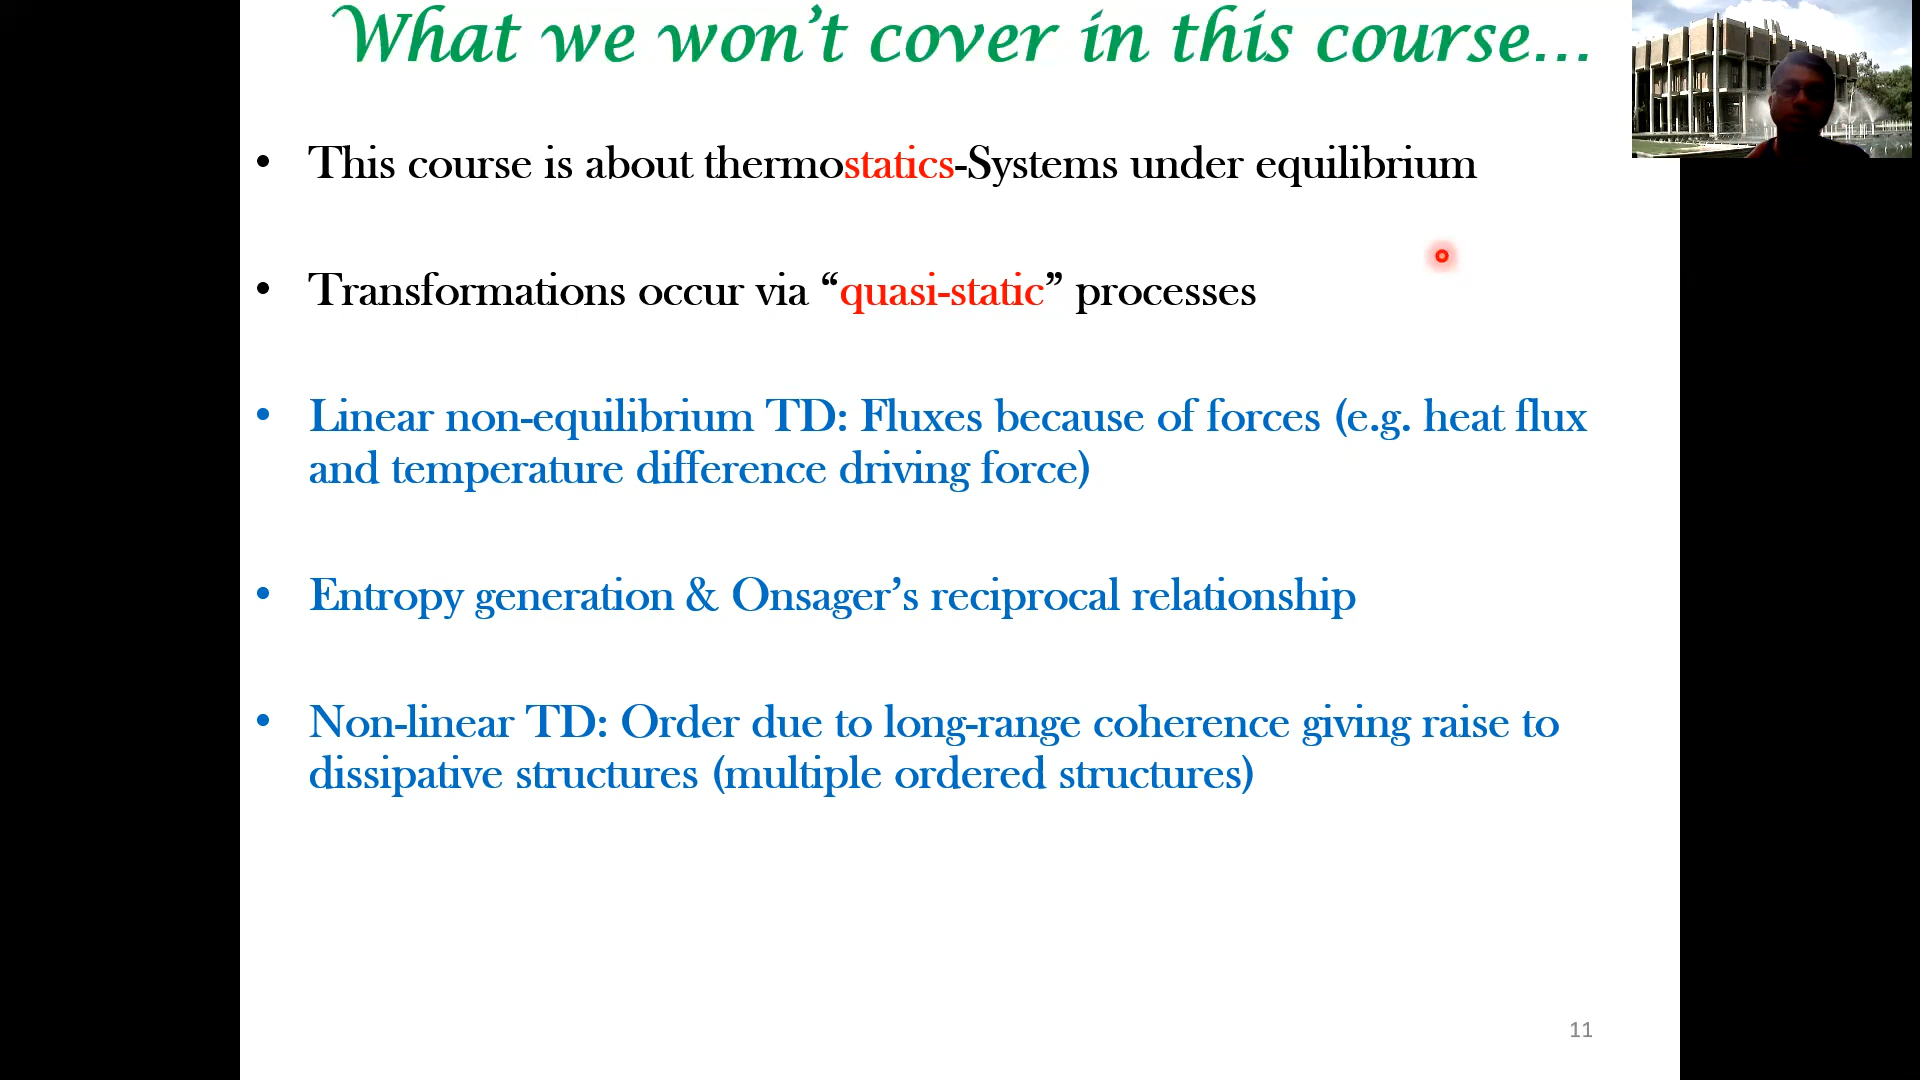 What we won’t cover in this course...
• This course is about thermostatics-Systems under equilibrium
• Transformations occur via “quasi-static” processes
• Linear non-equilibrium TD: Fluxes because of forces (e.g. heat flux
and temperature difference driving force)
• Entropy generation & Onsager’s reciprocal relationship
• Non-linear TD: Order due to long-range coherence giving raise to
dissipative structures (multiple ordered structures)
11